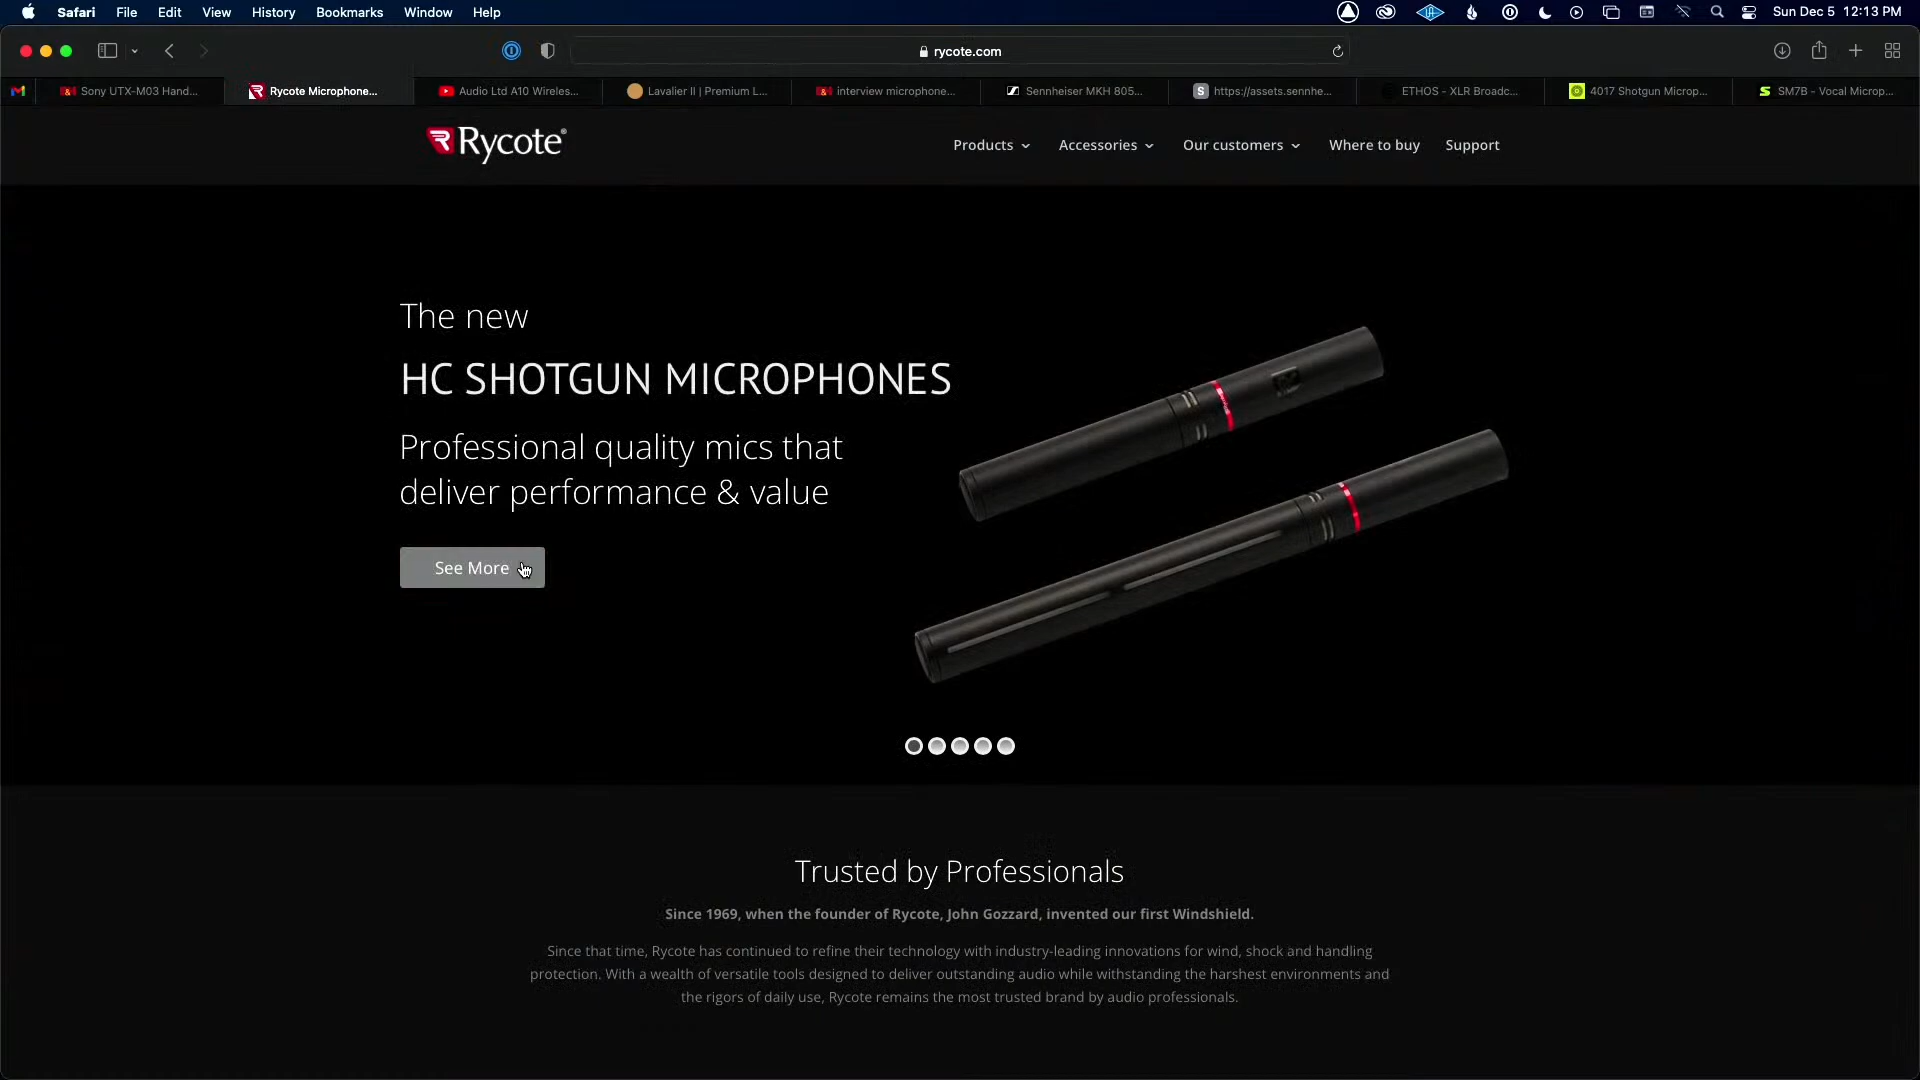 Safari File Edit View History Bookmarks Window Help
Sun Dec 5 12:13 PM
rycote.com
Sony UTX-M03 Hand...
Rycote Microphone...
Audio Ltd A10 Wireles...
Lavalier II | Premium L...
interview microphone...
Sennheiser MKH 805...
S https://assets.sennhe...
ETHOS - XLR Broadc...
4017 Shotgun Microp...
SM7B - Vocal Microp...
Rycote®
Products
Accessories
Our customers
Where to buy
Support
The new
HC SHOTGUN MICROPHONES
Professional quality mics that
deliver performance & value
See More
Trusted by Professionals
Since 1969, when the founder of Rycote, John Gozzard, invented our first Windshield.
Since that time, Rycote has continued to refine their technology with industry-leading innovations for wind, shock and handling
protection. With a wealth of versatile tools designed to deliver outstanding audio while withstanding the harshest environments and
the rigors of daily use, Rycote remains the most trusted brand by audio professionals.